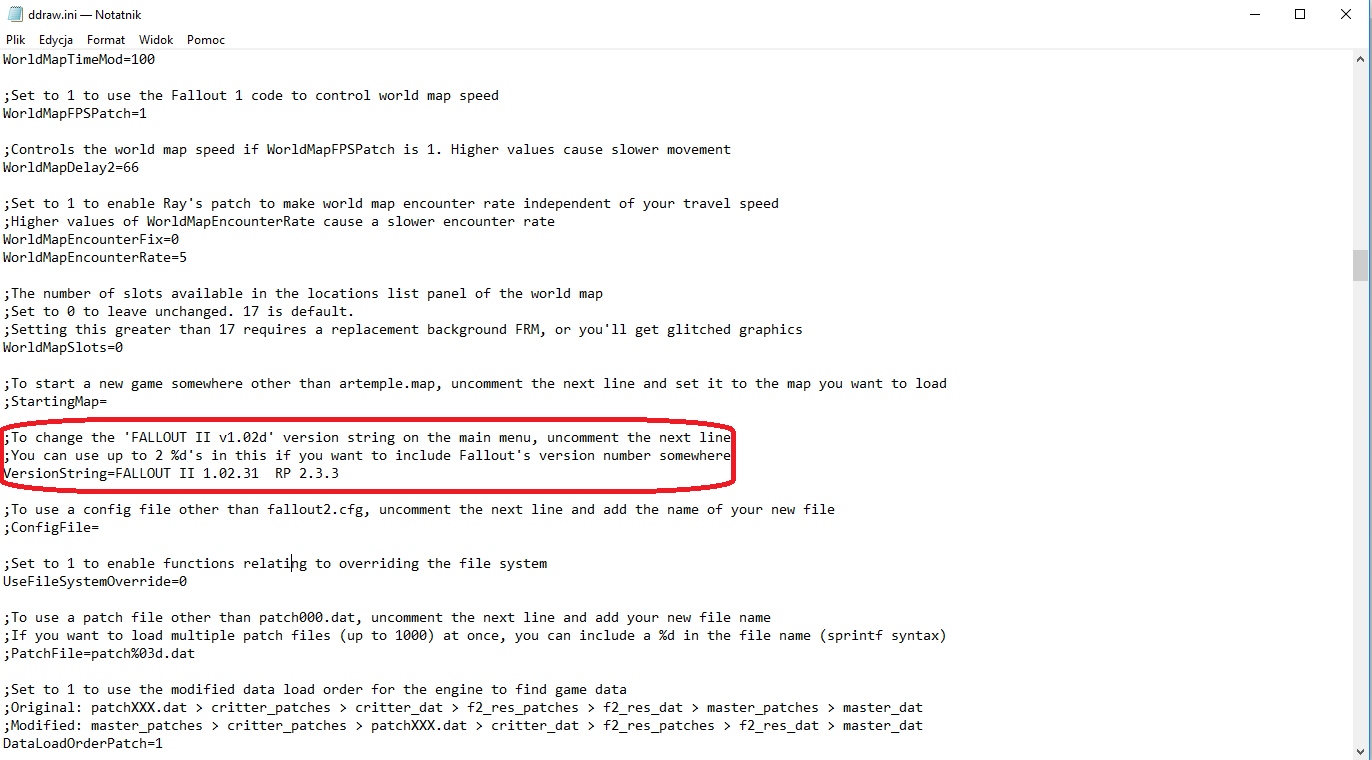 ddraw.ini — Notatnik
Plik Edycja Format Widok Pomoc
WorldMapTimeMod=100
;Set to 1 to use the Fallout 1 code to control world map speed
WorldMapFPSPatch=1
;Controls the world map speed if WorldMapFPSPatch is 1. Higher values cause slower movement
WorldMapDelay2=66
;Set to 1 to enable Ray's patch to make world map encounter rate independent of your travel speed
;Higher values of WorldMapEncounterRate cause a slower encounter rate
WorldMapEncounterFix=0
WorldMapEncounterRate=5
;The number of slots available in the locations list panel of the world map
;Set to 0 to leave unchanged. 17 is default.
;Setting this greater than 17 requires a replacement background FRM, or you'll get glitched graphics
WorldMapSlots=0
;To start a new game somewhere other than artemple.map, uncomment the next line and set it to the map you want to load
;StartingMap=
;To change the 'FALLOUT II v1.02d' version string on the main menu, uncomment the next line
;You can use up to 2 %d's in this if you want to include Fallout's version number somewhere
VersionString=FALLOUT II 1.02.31  RP 2.3.3
;To use a config file other than fallout2.cfg, uncomment the next line and add the name of your new file
;ConfigFile=
;Set to 1 to enable functions relating to overriding the file system
UseFileSystemOverride=0
;To use a patch file other than patch000.dat, uncomment the next line and add your new file name
;If you want to load multiple patch files (up to 1000) at once, you can include a %d in the file name (sprintf syntax)
;PatchFile=patch%03d.dat
;Set to 1 to use the modified data load order for the engine to find game data
;Original: patchXXX.dat > critter_patches > critter_dat > f2_res_patches > f2_res_dat > master_patches > master_dat
;Modified: master_patches > critter_patches > patchXXX.dat > critter_dat > f2_res_patches > f2_res_dat > master_dat
DataLoadOrderPatch=1